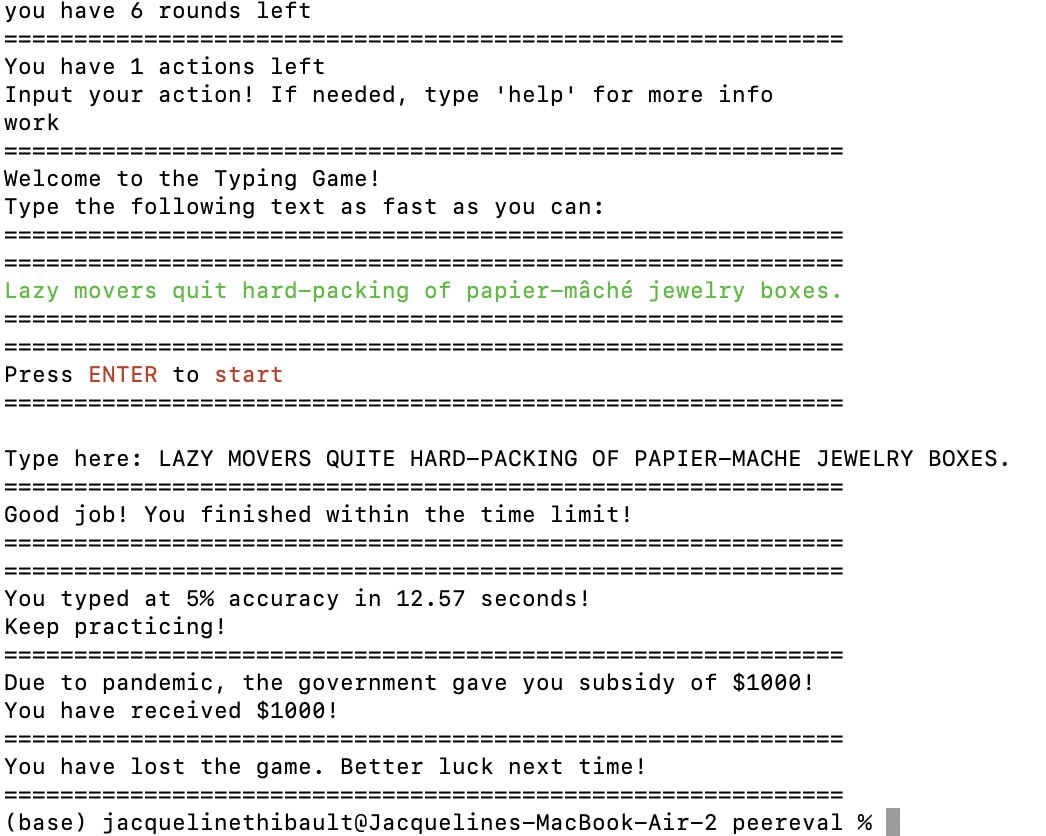 you have 6 rounds left
============================================================
You have 1 actions left
Input your action! If needed, type 'help' for more info
work
============================================================
Welcome to the Typing Game!
Type the following text as fast as you can:
============================================================
============================================================
Lazy movers quit hard-packing of papier-mâché jewelry boxes.
============================================================
============================================================
Press ENTER to start
============================================================
Type here: LAZY MOVERS QUITE HARD-PACKING OF PAPIER-MACHE JEWELRY BOXES.
============================================================
Good job! You finished within the time limit!
============================================================
============================================================
You typed at 5% accuracy in 12.57 seconds!
Keep practicing!
============================================================
Due to pandemic, the government gave you subsidy of $1000!
You have received $1000!
============================================================
You have lost the game. Better luck next time!
============================================================
(base) jacquelinethibault@Jacquelines-MacBook-Air-2 peereval %